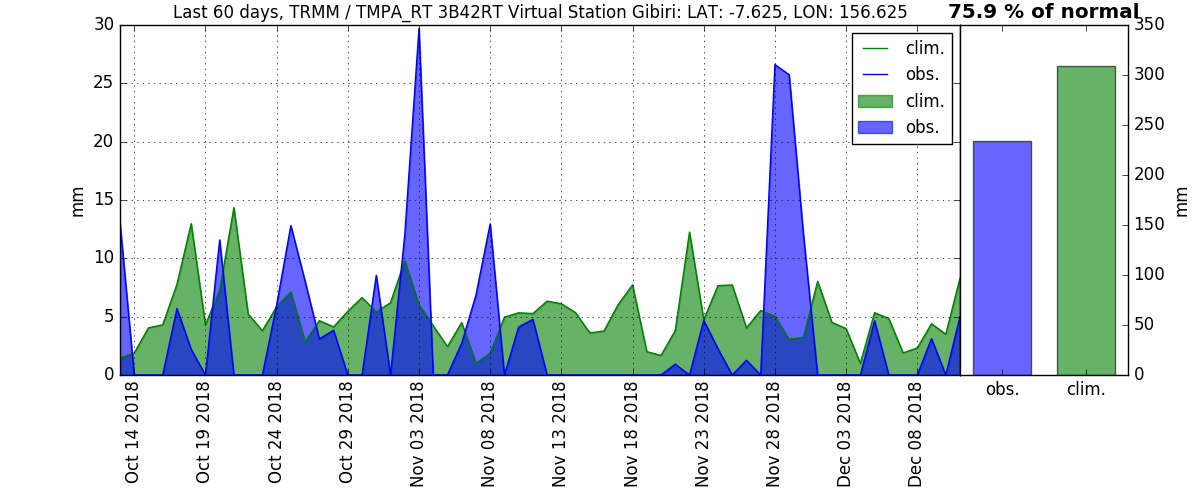 Last 60 days, TRMM / TMPA_RT 3B42RT Virtual Station Gibiri: LAT: -7.625, LON: 156.625
75.9 % of normal
30
25
20
15
10
5
0
mm
clim.
obs.
clim.
obs.
350
300
250
200
150
100
50
0
mm
obs.
clim.
Oct 14 2018
Oct 19 2018
Oct 24 2018
Oct 29 2018
Nov 03 2018
Nov 08 2018
Nov 13 2018
Nov 18 2018
Nov 23 2018
Nov 28 2018
Dec 03 2018
Dec 08 2018